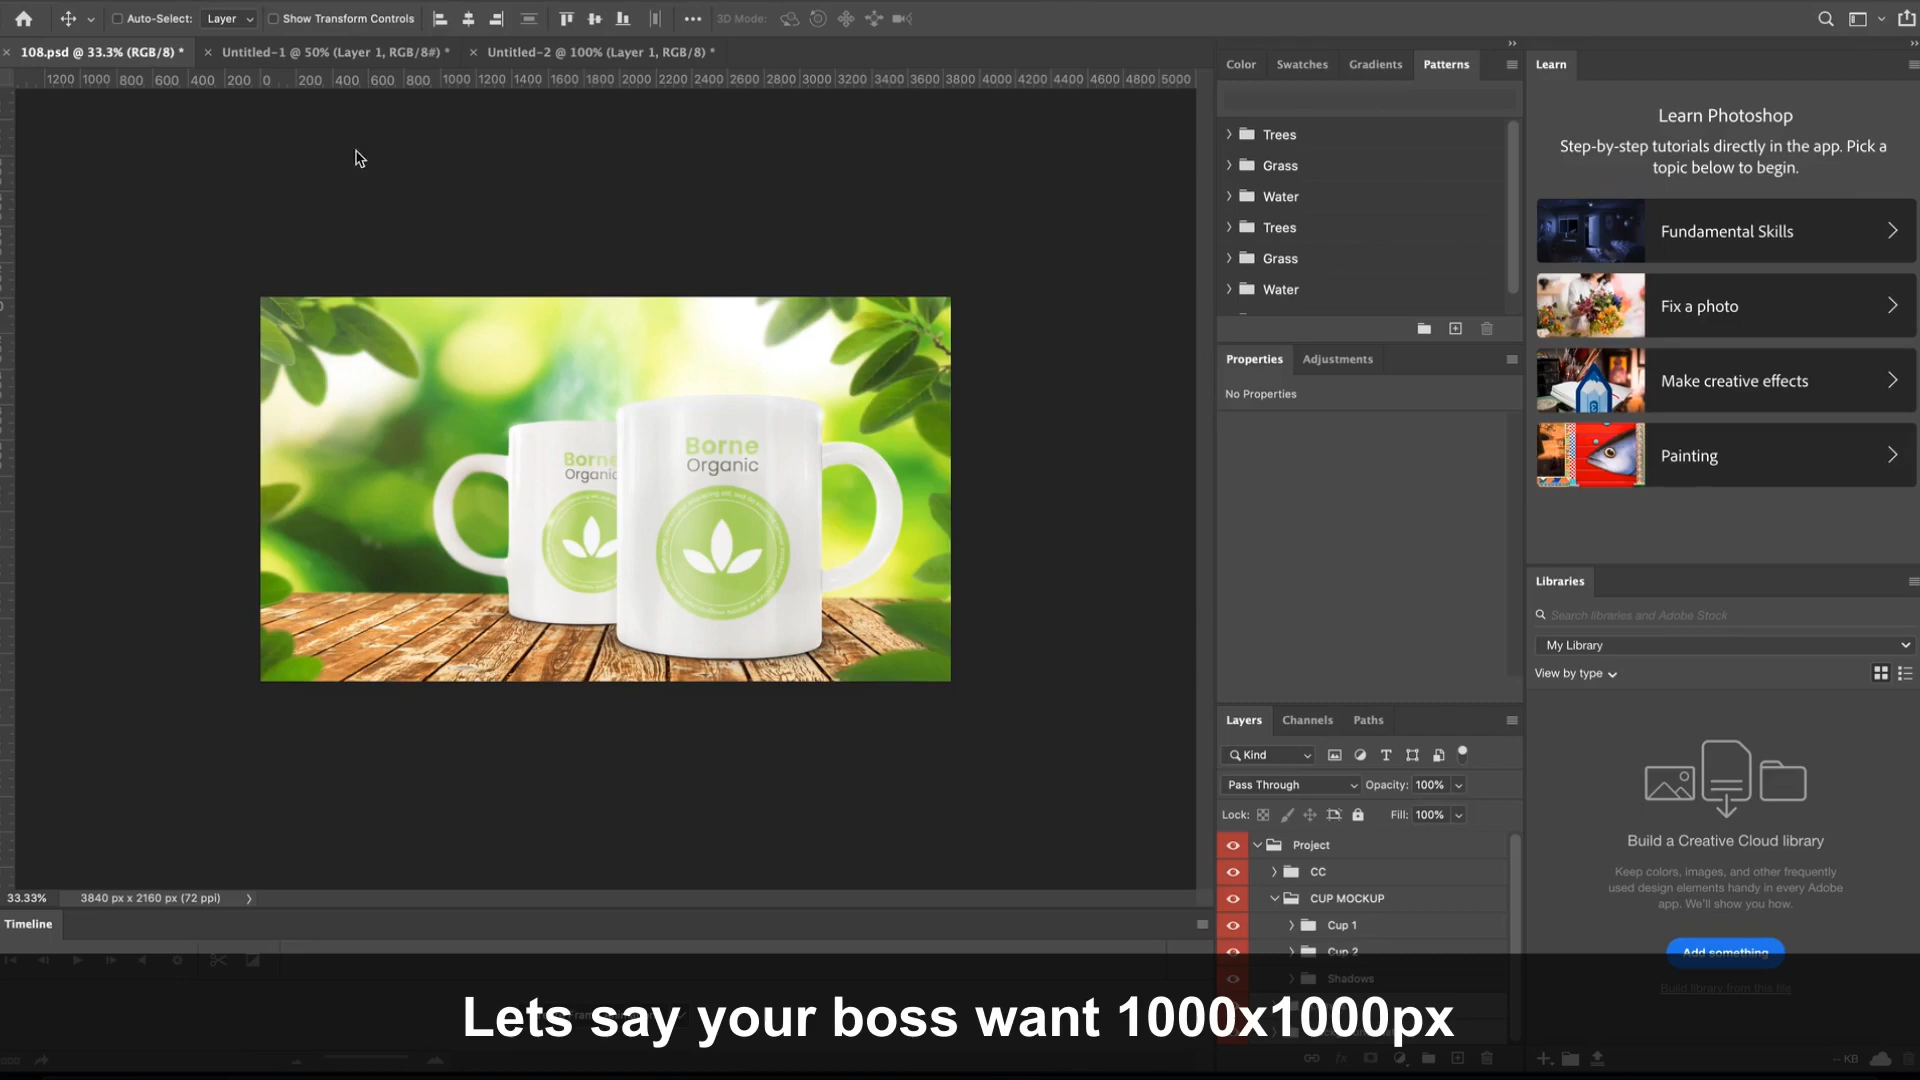 Auto-Select: Layer Show Transform Controls 3D Mode:
108.psd @ 33.3% (RGB/8) * Untitled-1 @ 50% (Layer 1, RGB/8#) * Untitled-2 @ 100% (Layer 1, RGB/8) *
1200 1000 800 600 400 200 0 200 400 600 800 1000 1200 1400 1600 1800 2000 2200 2400 2600 2800 3000 3200 3400 3600 3800 4000 4200 4400 4600 4800 5000
Color Swatches Gradients Patterns
Trees
Grass
Water
Trees
Grass
Water
Properties Adjustments
No Properties
Learn
Learn Photoshop
Step-by-step tutorials directly in the app. Pick a
topic below to begin.
Fundamental Skills
Fix a photo
Make creative effects
Painting
Libraries
Search libraries and Adobe Stock
My Library
View by type
Build a Creative Cloud library
Keep colors, images, and other frequently
used design elements handy in every Adobe
app. We'll show you how.
Add something
Build library from this file
-- KB
Borne
Organic
Borne
Organic
Layers Channels Paths
Kind
Pass Through Opacity: 100%
Lock: Fill: 100%
Project
CC
CUP MOCKUP
Cup 1
Cup 2
Shadows
33.33% 3840 px x 2160 px (72 ppi)
Timeline
Lets say your boss want 1000x1000px